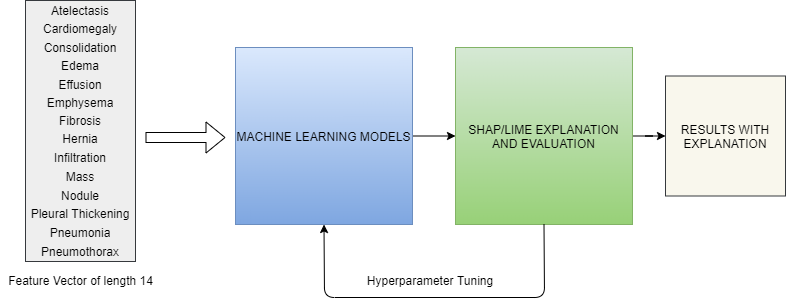 Atelectasis
Cardiomegaly
Consolidation
Edema
Effusion
Emphysema
Fibrosis
Hernia
Infiltration
Mass
Nodule
Pleural Thickening
Pneumonia
Pneumothorax
Feature Vector of length 14
MACHINE LEARNING MODELS
SHAP/LIME EXPLANATION
AND EVALUATION
RESULTS WITH
EXPLANATION
Hyperparameter Tuning